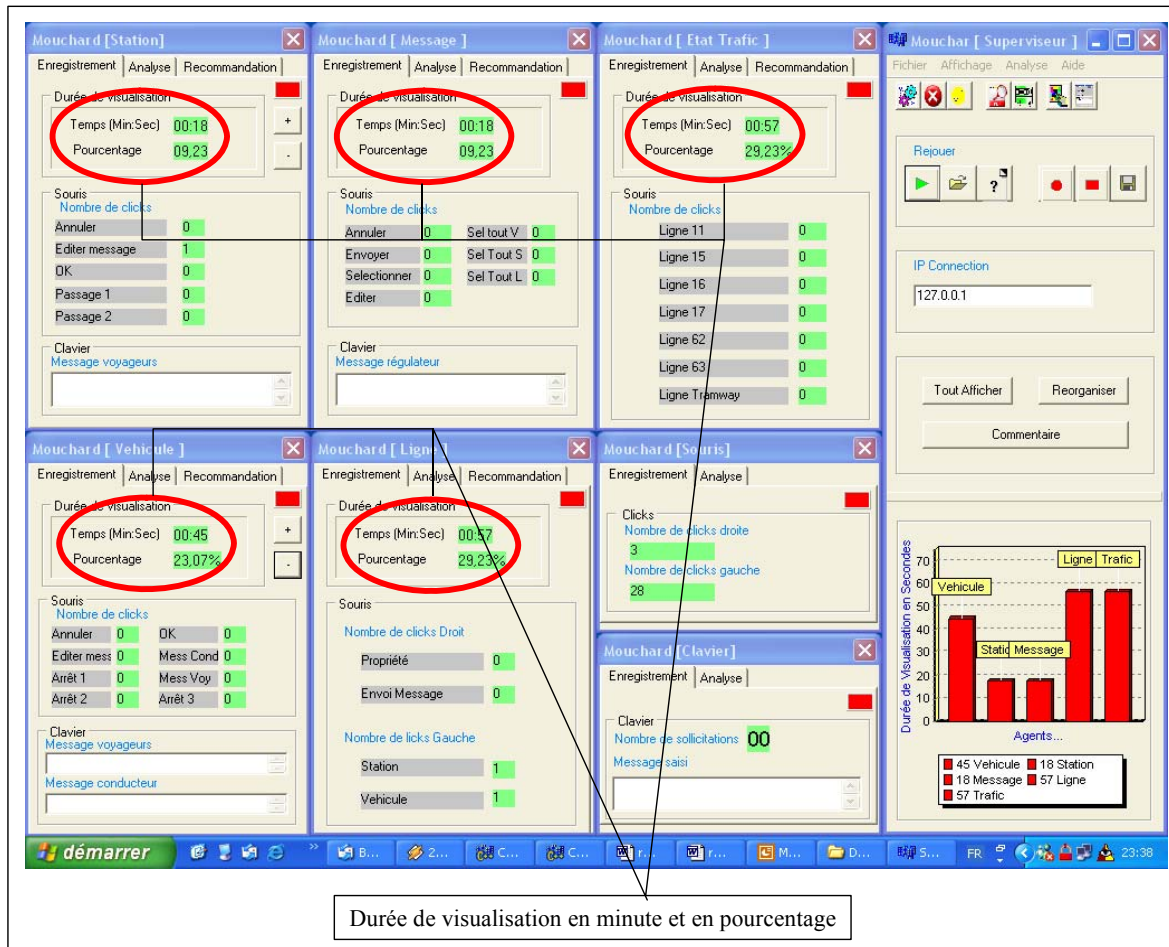 Mouchard [Station]
Enregistrement Analyse Recommandation
Durée de visualisation
Temps (Min:Sec) 00:18
Pourcentage 09,23
+
-
Souris
Nombre de clicks
Annuler 0
Editer message 1
OK 0
Passage 1 0
Passage 2 0
Clavier
Message voyageurs
Mouchard [ Message ]
Enregistrement Analyse Recommandation
Durée de visualisation
Temps (Min:Sec) 00:18
Pourcentage 09,23
Souris
Nombre de clicks
Annuler 0 Sel tout V 0
Envoyer 0 Sel Tout S 0
Selectionner 0 Sel Tout L 0
Editer 0
Clavier
Message régulateur
Mouchard [ Etat Trafic ]
Enregistrement Analyse Recommandation
Durée de visualisation
Temps (Min:Sec) 00:57
Pourcentage 29,23%
Souris
Nombre de clicks
Ligne 11 0
Ligne 15 0
Ligne 16 0
Ligne 17 0
Ligne 62 0
Ligne 63 0
Ligne Tramway 0
Mouchar [ Superviseur ]
Fichier Affichage Analyse Aide
Rejouer
?
IP Connection
127.0.0.1
Tout Afficher Reorganiser
Commentaire
Mouchard [ Vehicule ]
Enregistrement Analyse Recommandation
Durée de visualisation
Temps (Min:Sec) 00:45
Pourcentage 23,07%
+
-
Souris
Nombre de clicks
Annuler 0 OK 0
Editer mess 0 Mess Cond 0
Arrêt 1 0 Mess Voy 0
Arrêt 2 0 Arrêt 3 0
Clavier
Message voyageurs
Message conducteur
Mouchard [ Ligne ]
Enregistrement Analyse Recommandation
Durée de visualisation
Temps (Min:Sec) 00:57
Pourcentage 29,23%
Souris
Nombre de clicks Droit
Propriété 0
Envoi Message 0
Nombre de licks Gauche
Station 1
Vehicule 1
Mouchard [Souris]
Enregistrement Analyse
Clicks
Nombre de clicks droite
3
Nombre de clicks gauche
28
Mouchard [Clavier]
Enregistrement Analyse
Clavier
Nombre de sollicitations 00
Message saisi
Durée de Visualisation en Secondes
70
60
50
40
30
20
10
0
Vehicule
Static Message
Ligne Trafic
Agents...
45 Vehicule 18 Station
18 Message 57 Ligne
57 Trafic
démarrer » B... 2... C... C... r... r... M... D... S... FR 23:38
Durée de visualisation en minute et en pourcentage